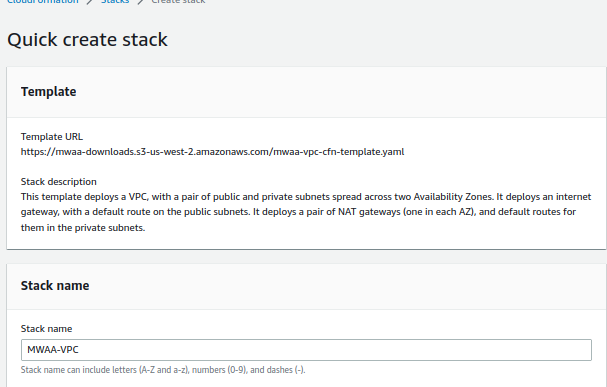 CloudFormation > Stacks > Create stack
Quick create stack
Template
Template URL
https://mwaa-downloads.s3-us-west-2.amazonaws.com/mwaa-vpc-cfn-template.yaml
Stack description
This template deploys a VPC, with a pair of public and private subnets spread across two Availability Zones. It deploys an internet
gateway, with a default route on the public subnets. It deploys a pair of NAT gateways (one in each AZ), and default routes for
them in the private subnets.
Stack name
Stack name
MWAA-VPC
Stack name can include letters (A-Z and a-z), numbers (0-9), and dashes (-).